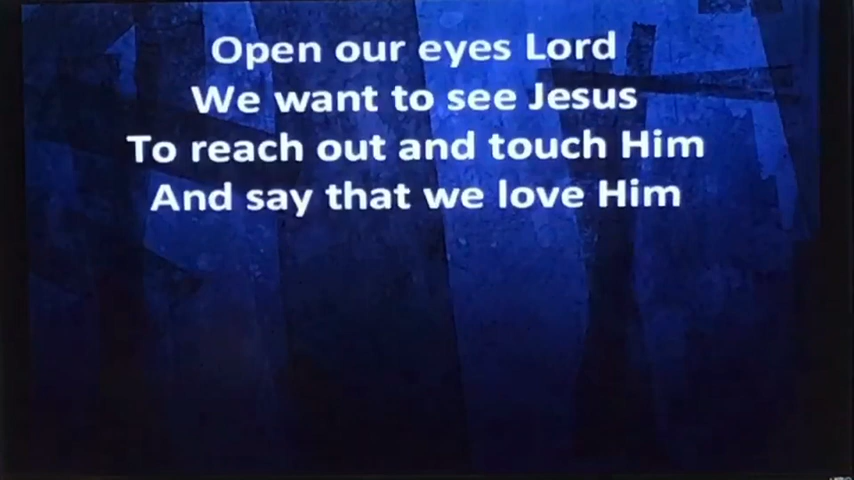 Open our eyes Lord
We want to see Jesus
To reach out and touch Him
And say that we love Him